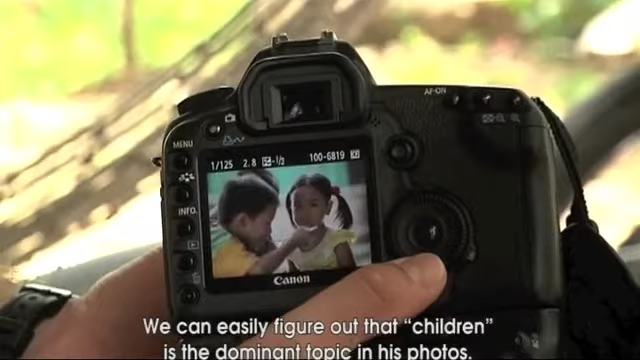 AF-ON
MENU
1/125 2.8 -1/3 100-6819
INFO.
Canon
We can easily figure out that “children”
is the dominant topic in his photos.